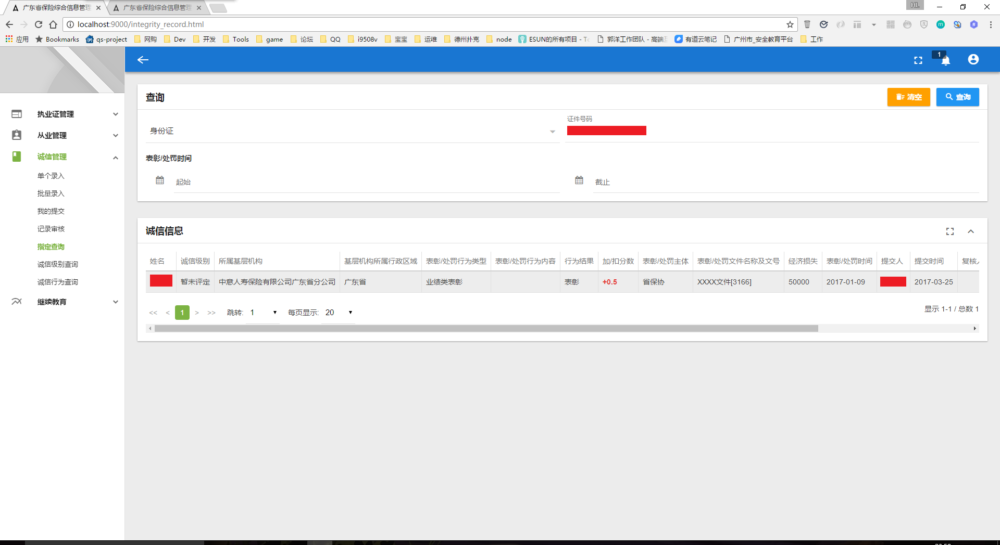 广东省保险综合信息管理
广东省保险综合信息管理
HL
localhost:9000/integrity_record.html
应用 Bookmarks qs-project 网购 Dev 开发 Tools game 论坛 QQ i9508v 宝宝 运维 德州扑克 node ESUN的所有项目 - 郭洋工作团队 - 高端 有道云笔记 广州市_安全教育平台 工作
1
执业证管理
从业管理
诚信管理
单个录入
批量录入
我的提交
记录审核
指定查询
诚信级别查询
诚信行为查询
继续教育
查询
清空 查询
身份证
证件号码
表彰/处罚时间
起始 截止
诚信信息
姓名 诚信级别 所属基层机构 基层机构所属行政区域 表彰/处罚行为类型 表彰/处罚行为内容 行为结果 加/扣分数 表彰/处罚主体 表彰/处罚文件名称及文号 经济损失 表彰/处罚时间 提交人 提交时间 复核
暂未评定 中意人寿保险有限公司广东省分公司 广东省 业绩类表彰 表彰 +0.5 省保协 XXXX文件[3166] 50000 2017-01-09 2017-03-25
<< < 1 > >> 跳转: 1 每页显示: 20
显示 1-1 / 总数 1